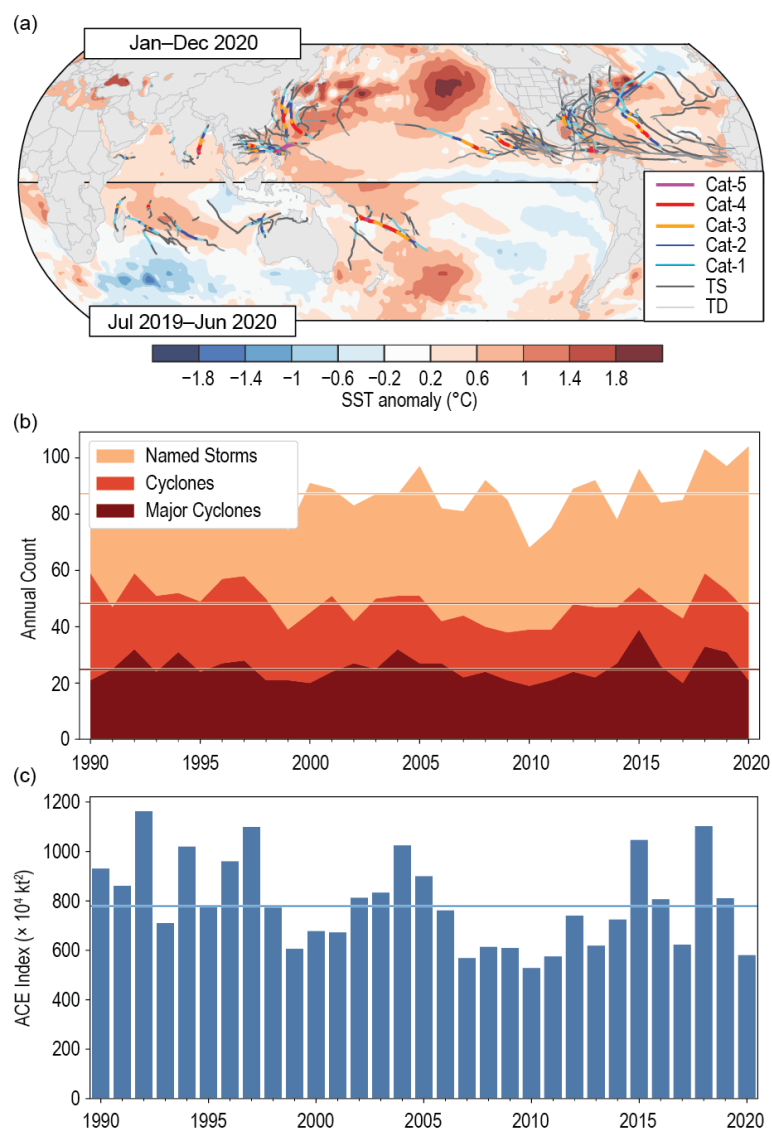 (a)
Jan–Dec 2020
Cat-5
Cat-4
Cat-3
Cat-2
Cat-1
TS
TD
Jul 2019–Jun 2020
−1.8 −1.4 −1 −0.6 −0.2 0.2 0.6 1 1.4 1.8
SST anomaly (°C)
(b)
Named Storms
Cyclones
Major Cyclones
Annual Count
100
80
60
40
20
0
1990 1995 2000 2005 2010 2015 2020
(c)
ACE Index (× 10⁴ kt²)
1200
1000
800
600
400
200
0
1990 1995 2000 2005 2010 2015 2020